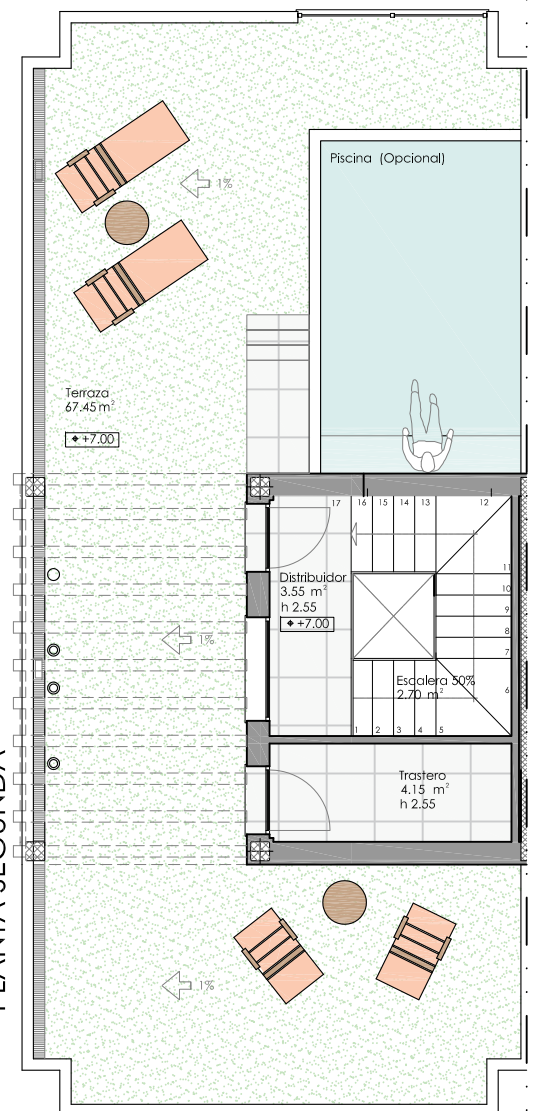 Piscina (Opcional)
1%
Terraza
67.45 m²
+7.00
17 16 15 14 13 12
11
10
9
8
7
6
Distribuidor
3.55 m²
h 2.55
+7.00
1%
Escalera 50%
2.70 m²
1 2 3 4 5
Trastero
4.15 m²
h 2.55
1%
PLANTA SEGUNDA